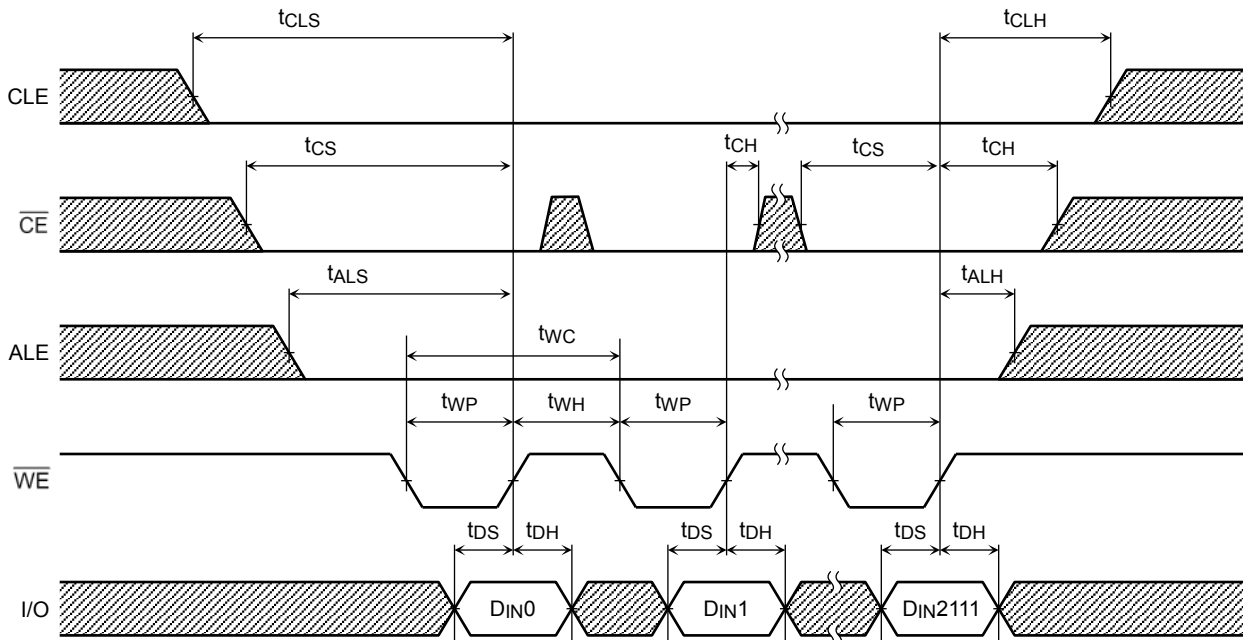 tCLS
tCLH
CLE
tCS
tCH
tCS
tCH
CE
tALS
tALH
ALE
tWC
tWP
tWH
tWP
tWP
WE
tDS
tDH
tDS
tDH
tDS
tDH
I/O
DIN0
DIN1
DIN2111